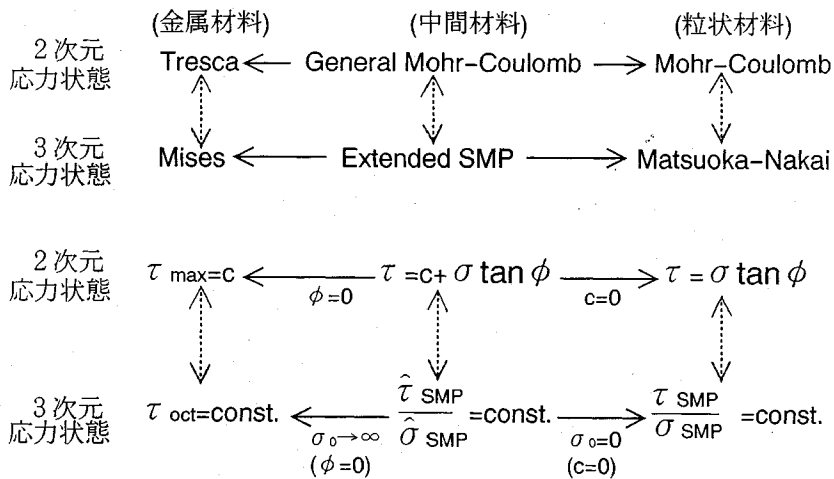 (金属材料) (中間材料) (粒状材料)
2次元 応力状態 Tresca ← General Mohr-Coulomb → Mohr-Coulomb
3次元 応力状態 Mises ← Extended SMP → Matsuoka-Nakai
2次元 応力状態 τ max=c ← φ=0 τ=c+σ tan φ → c=0 τ=σ tan φ
3次元 応力状態 τ oct=const. ← σ₀→∞ (φ=0) τ̂ SMP / σ̂ SMP =const. → σ₀=0 (c=0) τ SMP / σ SMP =const.